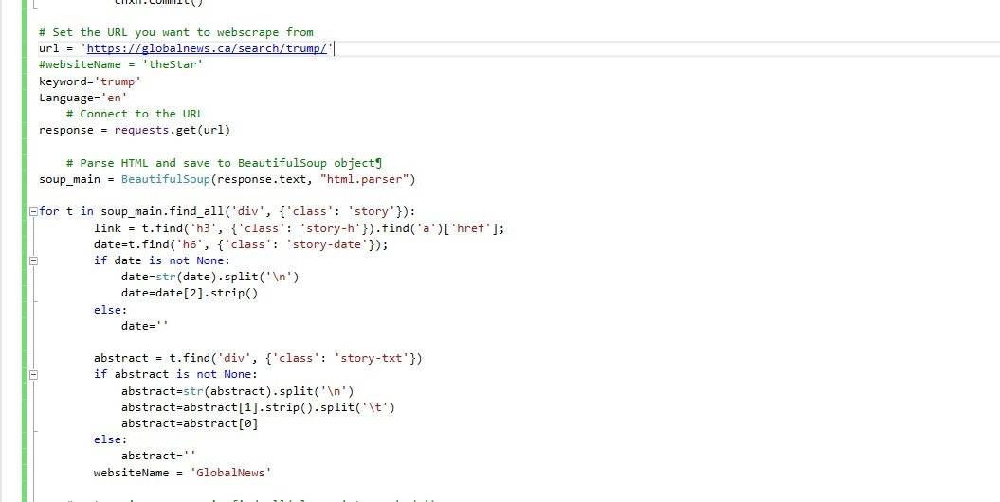 cnxn.commit()
# Set the URL you want to webscrape from
url = 'https://globalnews.ca/search/trump/'
#websiteName = 'theStar'
keyword='trump'
Language='en'
# Connect to the URL
response = requests.get(url)
# Parse HTML and save to BeautifulSoup object¶
soup_main = BeautifulSoup(response.text, "html.parser")
for t in soup_main.find_all('div', {'class': 'story'}):
link = t.find('h3', {'class': 'story-h'}).find('a')['href'];
date=t.find('h6', {'class': 'story-date'});
if date is not None:
date=str(date).split('\n')
date=date[2].strip()
else:
date=''
abstract = t.find('div', {'class': 'story-txt'})
if abstract is not None:
abstract=str(abstract).split('\n')
abstract=abstract[1].strip().split('\t')
abstract=abstract[0]
else:
abstract=''
websiteName = 'GlobalNews'